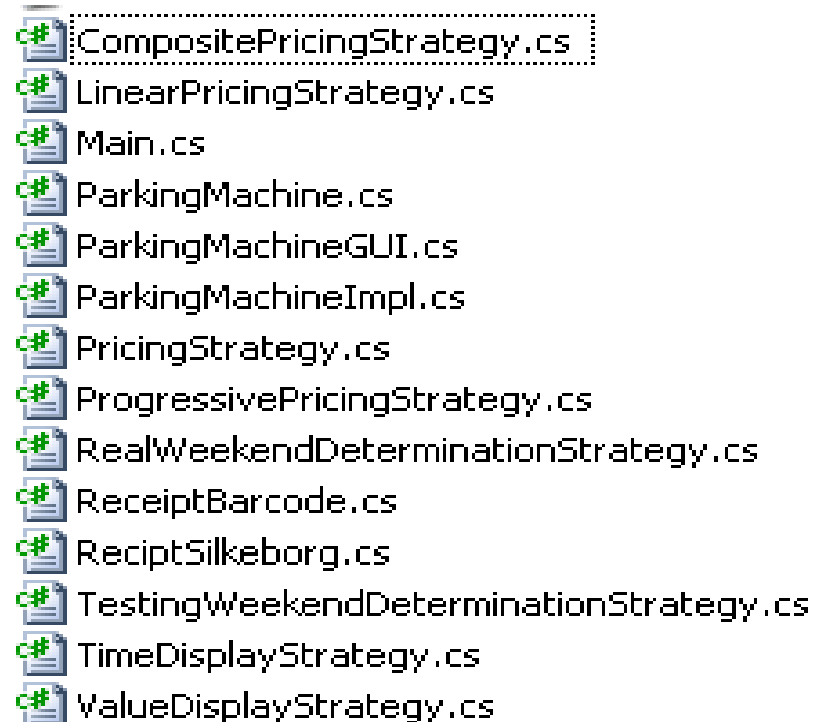 CompositePricingStrategy.cs
LinearPricingStrategy.cs
Main.cs
ParkingMachine.cs
ParkingMachineGUI.cs
ParkingMachineImpl.cs
PricingStrategy.cs
ProgressivePricingStrategy.cs
RealWeekendDeterminationStrategy.cs
ReceiptBarcode.cs
ReciptSilkeborg.cs
TestingWeekendDeterminationStrategy.cs
TimeDisplayStrategy.cs
ValueDisplayStrategy.cs